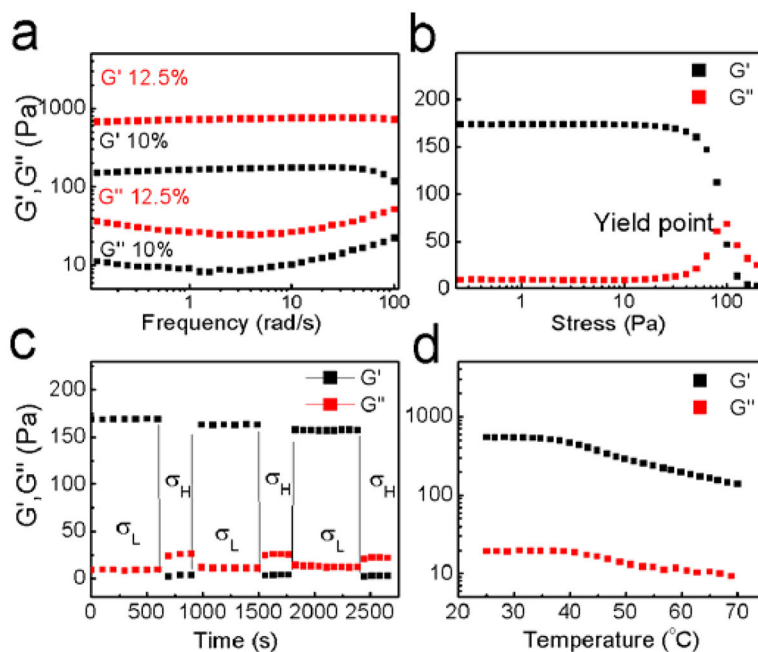 a
G', G'' (Pa)
1000
100
10
G' 12.5%
G' 10%
G'' 12.5%
G'' 10%
1
10
100
Frequency (rad/s)
b
200
150
100
50
0
G'
G''
Yield point
1
10
100
Stress (Pa)
c
G', G'' (Pa)
200
150
100
50
0
G'
G''
σL
σH
σL
σH
σL
σH
0 500 1000 1500 2000 2500
Time (s)
d
1000
100
10
G'
G''
20 30 40 50 60 70
Temperature (°C)